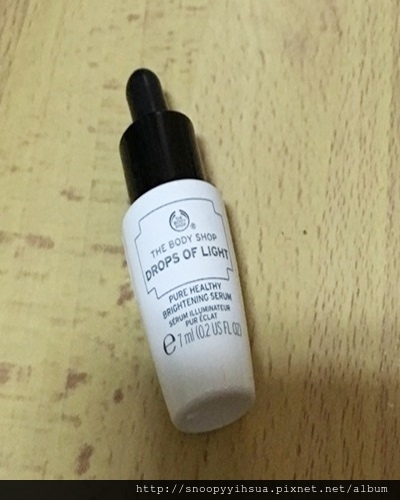 THE BODY SHOP
DROPS OF LIGHT
PURE HEALTHY
BRIGHTENING SERUM
SÉRUM ILLUMINATEUR
PUR ÉCLAT
℮ 7 ml (0.2 US FL OZ)
http://snoopyyihsua.pixnet.net/album